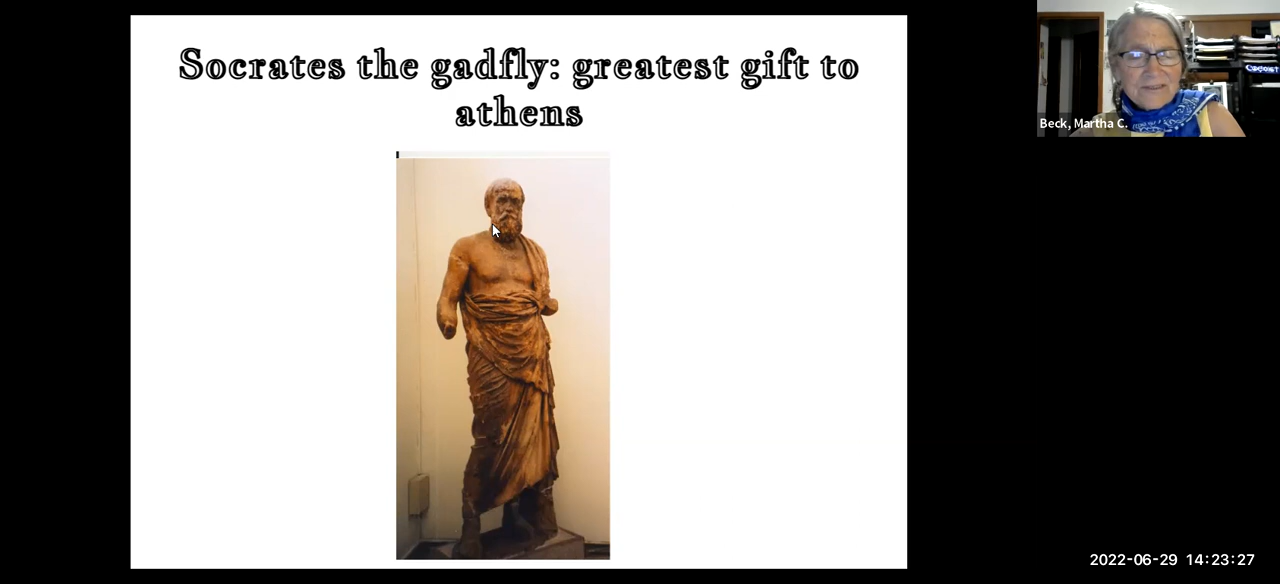 Socrates the gadfly: greatest gift to
athens
Beck, Martha C.
2022-06-29 14:23:27